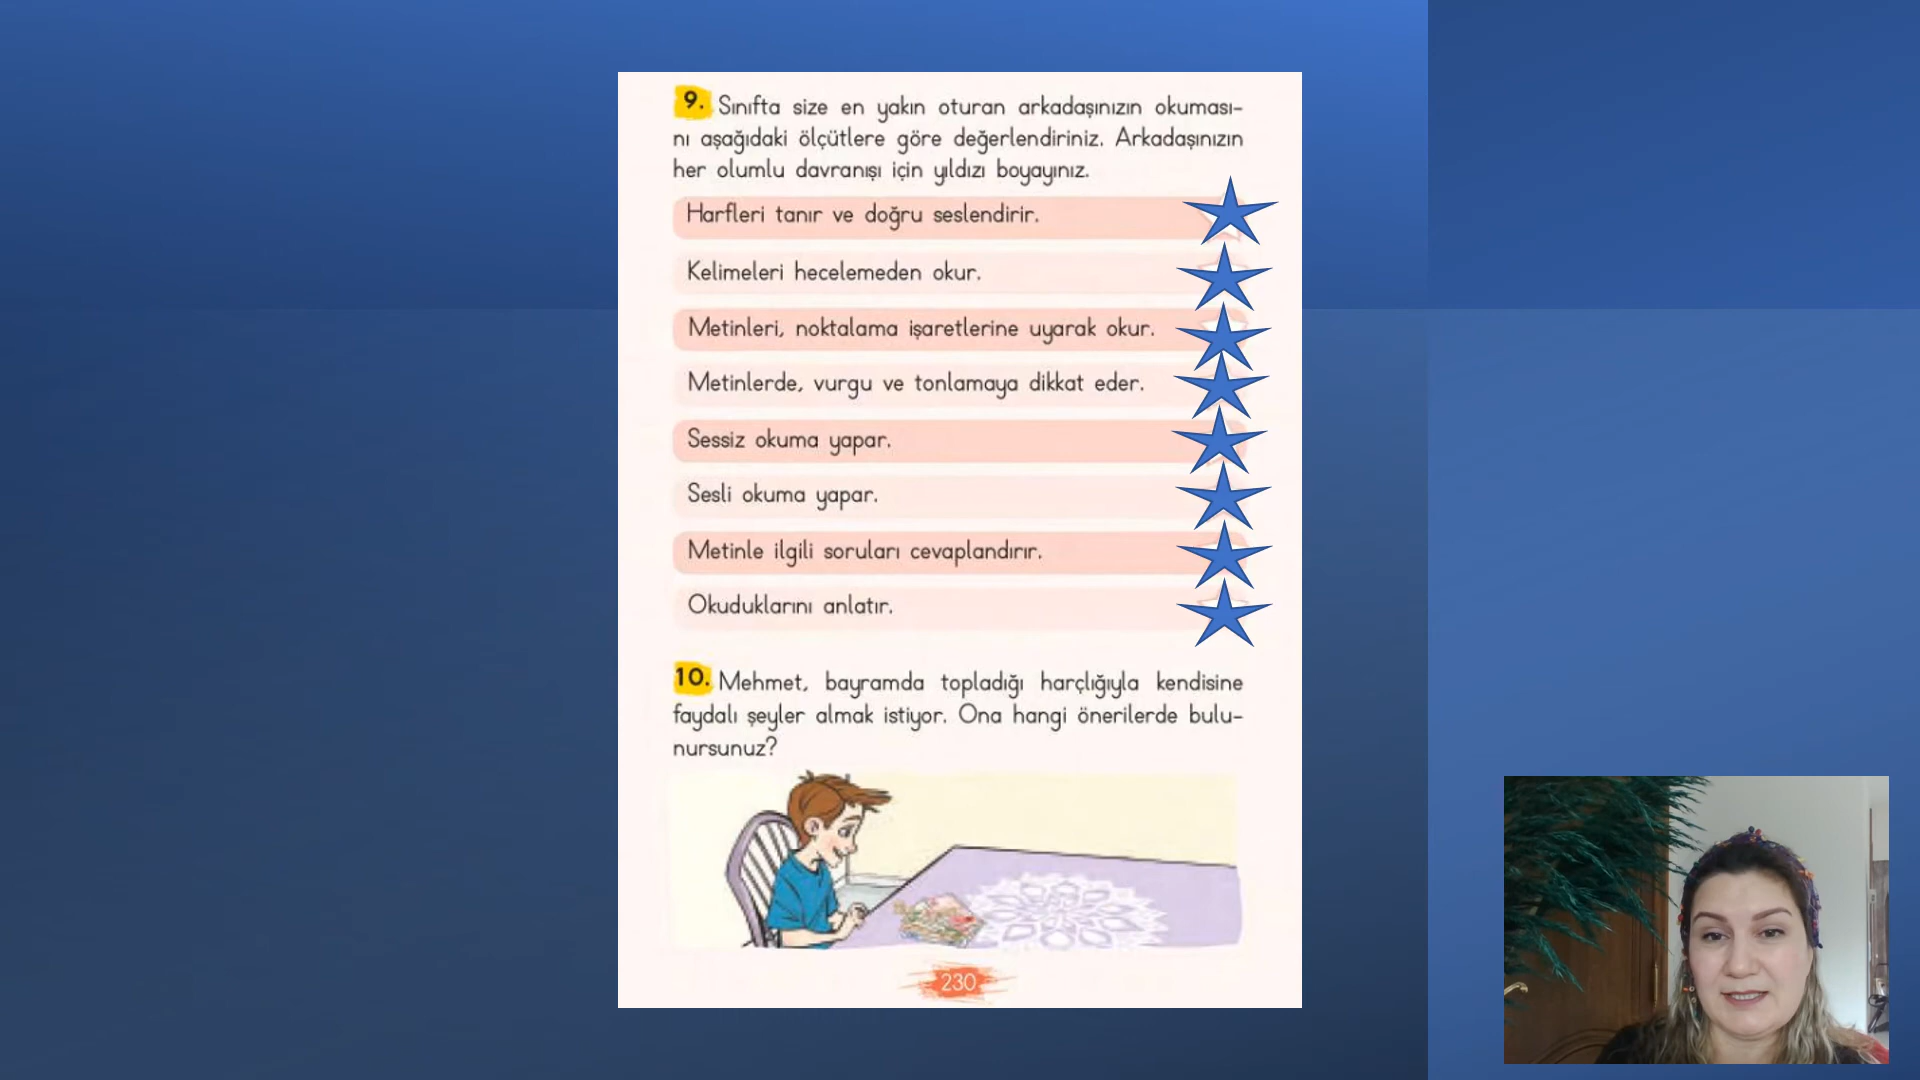 9. Sınıfta size en yakın oturan arkadaşınızın okuması-
nı aşağıdaki ölçütlere göre değerlendiriniz. Arkadaşınızın
her olumlu davranışı için yıldızı boyayınız.
Harfleri tanır ve doğru seslendirir.
Kelimeleri hecelemeden okur.
Metinleri, noktalama işaretlerine uyarak okur.
Metinlerde, vurgu ve tonlamaya dikkat eder.
Sessiz okuma yapar.
Sesli okuma yapar.
Metinle ilgili soruları cevaplandırır.
Okuduklarını anlatır.
10. Mehmet, bayramda topladığı harçlığıyla kendisine
faydalı şeyler almak istiyor. Ona hangi önerilerde bulu-
nursunuz?
230